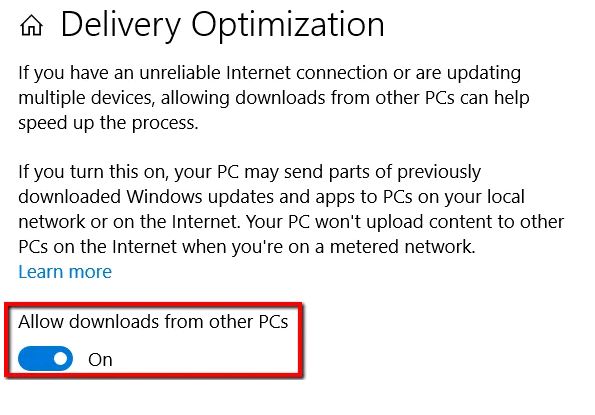 Delivery Optimization
If you have an unreliable Internet connection or are updating
multiple devices, allowing downloads from other PCs can help
speed up the process.
If you turn this on, your PC may send parts of previously
downloaded Windows updates and apps to PCs on your local
network or on the Internet. Your PC won't upload content to other
PCs on the Internet when you're on a metered network.
Learn more
Allow downloads from other PCs
On